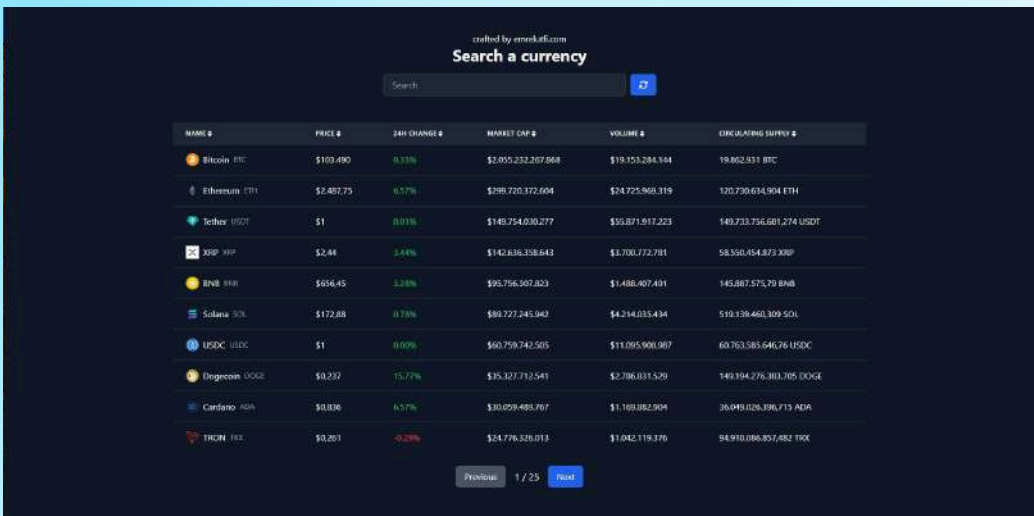 crafted by emrelutfi.com
Search a currency
Search
NAME PRICE 24H CHANGE MARKET CAP VOLUME CIRCULATING SUPPLY
Bitcoin BTC $103.490 0.33% $2.055.232.267.868 $19.153.284.144 19.862.931 BTC
Ethereum ETH $2.487,75 6.57% $299.720.372.604 $24.725.969.319 120.730.634,904 ETH
Tether USDT $1 0.01% $149.754.030.277 $55.871.917.223 149.733.756.681,274 USDT
XRP XRP $2,44 3.44% $142.636.358.643 $3.700.772.781 58.550.454.873 XRP
BNB BNB $656,45 3.28% $95.756.307.823 $1.488.407.491 145.887.575,79 BNB
Solana SOL $172,88 0.78% $89.727.245.942 $4.214.035.434 519.139.460,309 SOL
USDC USDC $1 0.00% $60.759.742.505 $11.095.908.987 60.763.585.646,76 USDC
Dogecoin DOGE $0,237 15.77% $35.327.712.541 $2.786.031.529 149.194.276.383.705 DOGE
Cardano ADA $0,836 6.57% $30.059.489.767 $1.169.082.904 36.049.026.396,715 ADA
TRON TRX $0,261 -0.29% $24.776.326.013 $1.042.119.376 94.910.086.857,482 TRX
Previous 1 / 25 Next